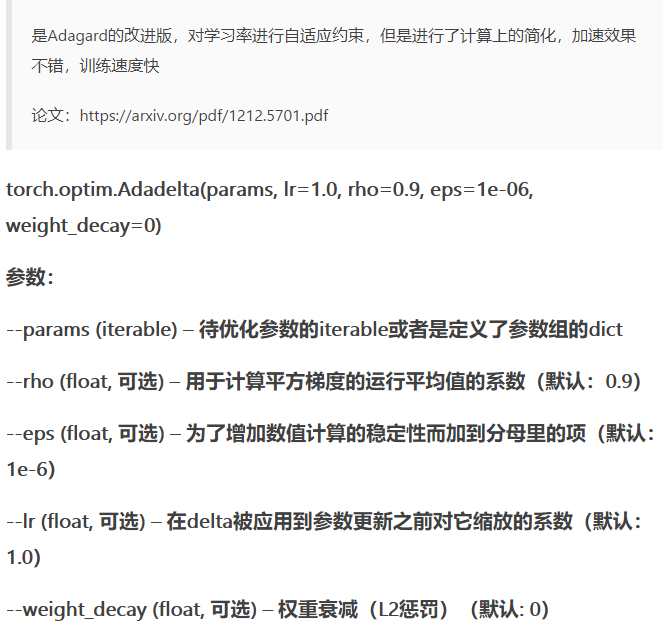 是Adagard的改进版，对学习率进行自适应约束，但是进行了计算上的简化，加速效果
不错，训练速度快
论文：https://arxiv.org/pdf/1212.5701.pdf
torch.optim.Adadelta(params, lr=1.0, rho=0.9, eps=1e-06,
weight_decay=0)
参数：
--params (iterable) – 待优化参数的iterable或者是定义了参数组的dict
--rho (float, 可选) – 用于计算平方梯度的运行平均值的系数（默认：0.9）
--eps (float, 可选) – 为了增加数值计算的稳定性而加到分母里的项（默认：
1e-6）
--lr (float, 可选) – 在delta被应用到参数更新之前对它缩放的系数（默认：
1.0）
--weight_decay (float, 可选) – 权重衰减（L2惩罚）（默认: 0）